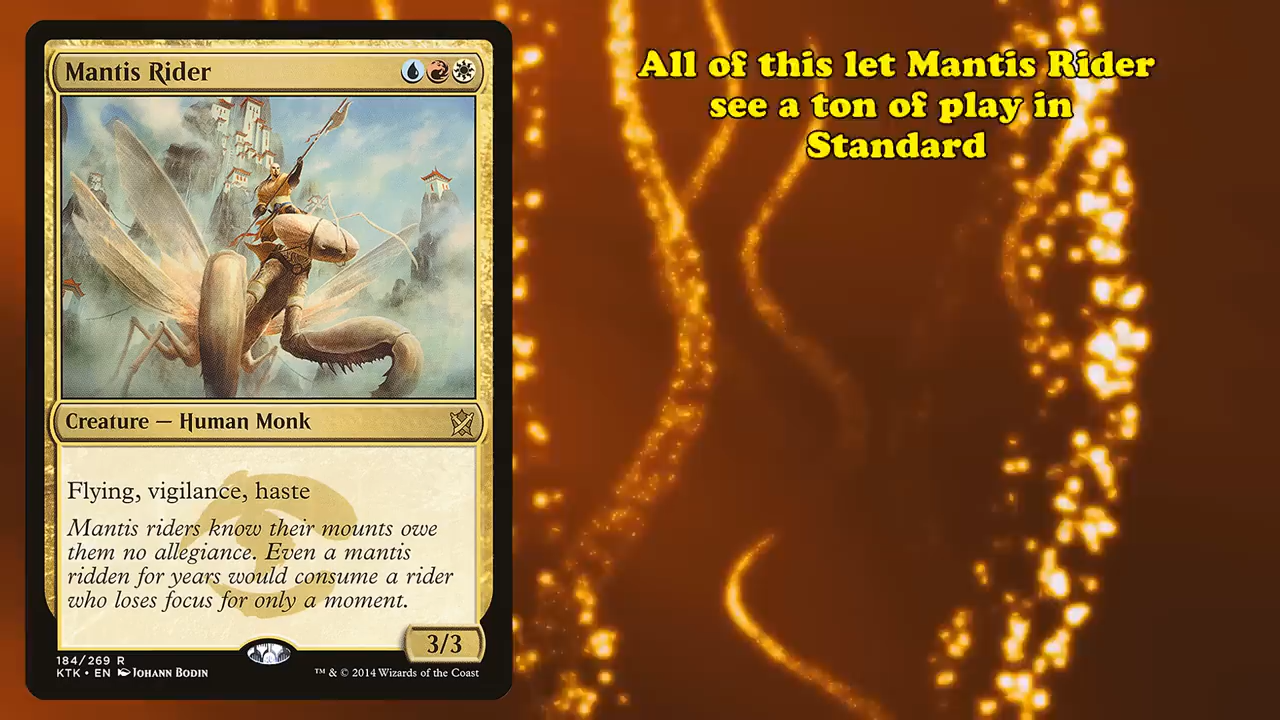 Mantis Rider
All of this let Mantis Rider
see a ton of play in
Standard
Creature — Human Monk
Flying, vigilance, haste
Mantis riders know their mounts owe
them no allegiance. Even a mantis
ridden for years would consume a rider
who loses focus for only a moment.
3/3
184/269 R
KTK • EN Johann Bodin
™ & © 2014 Wizards of the Coast